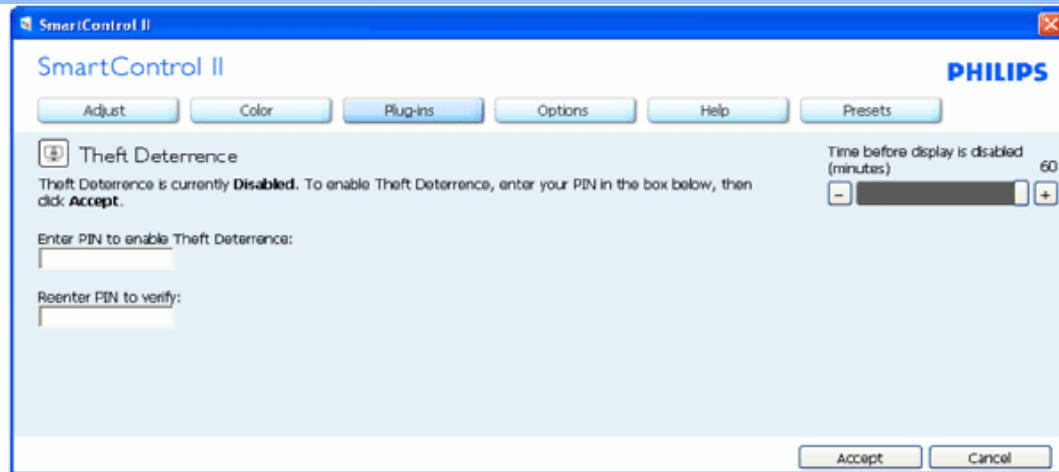 SmartControl II
SmartControl II
PHILIPS
Adjust Color Plug-ins Options Help Presets
Theft Deterrence
Theft Deterrence is currently Disabled. To enable Theft Deterrence, enter your PIN in the box below, then
click Accept.
Time before display is disabled
(minutes) 60
- +
Enter PIN to enable Theft Deterrence:
Reenter PIN to verify:
Accept Cancel